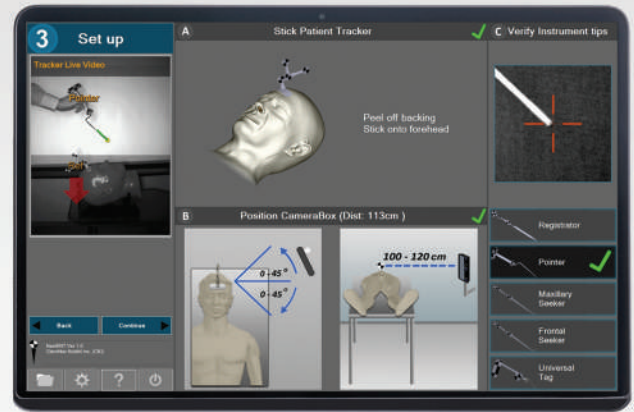 3
Set up
A
Stick Patient Tracker
C
Verify Instrument tips
Tracker Live Video
Pointer
Peel off backing
Stick onto forehead
B
Position CameraBox (Dist: 113cm )
0 - 45°
0 - 45°
100 - 120 cm
Registrator
Pointer
Maxillary
Seeker
Frontal
Seeker
Universal
Tag
Back
Continue
?